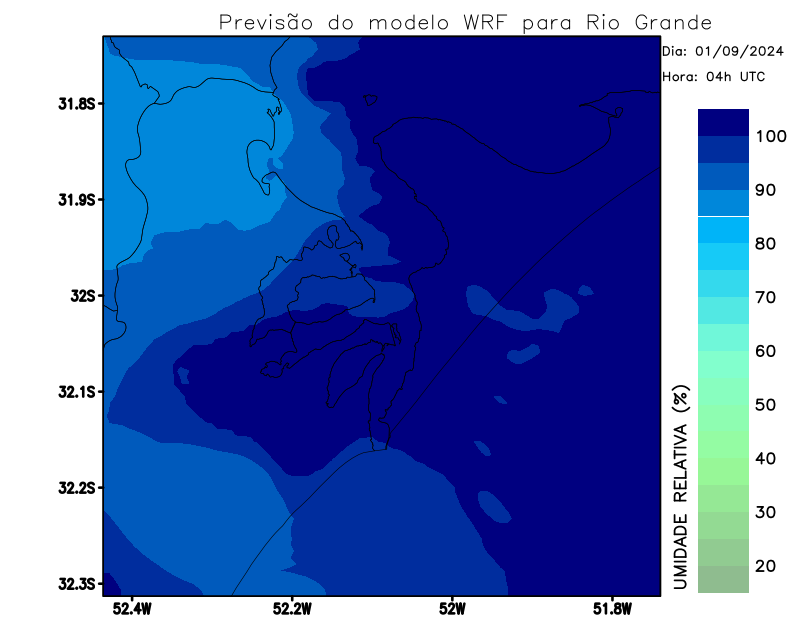 Previsão do modelo WRF para Rio Grande
Dia: 01/09/2024
Hora: 04h UTC
31.8S
31.9S
32S
32.1S
32.2S
32.3S
52.4W 52.2W 52W 51.8W
100
90
80
70
60
50
40
30
20
UMIDADE RELATIVA (%)